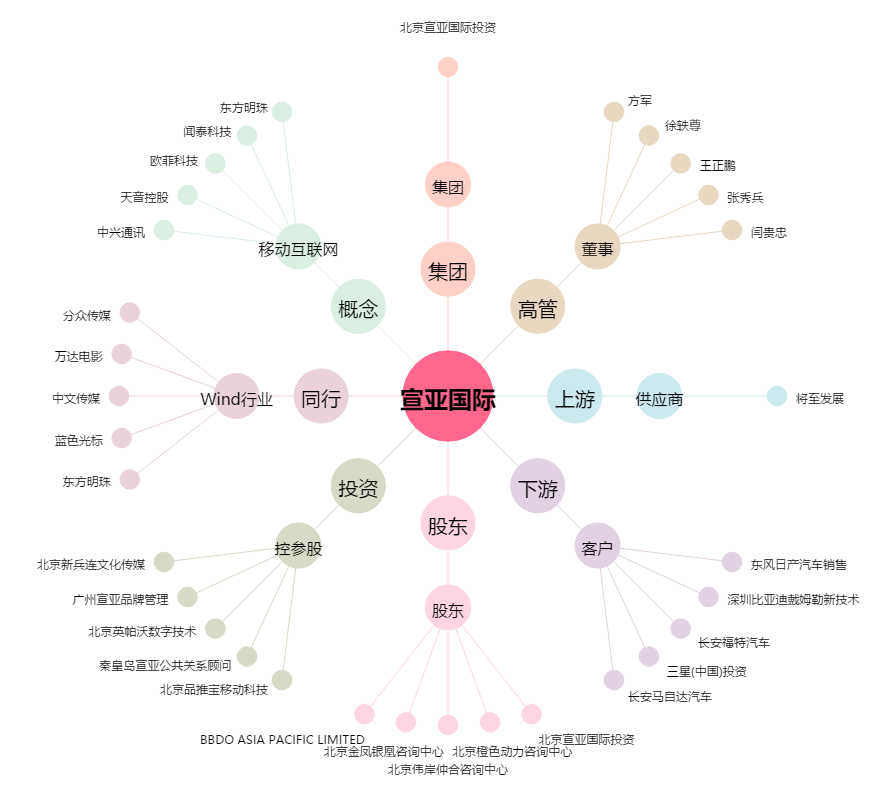 北京宣亚国际投资
东方明珠
方军
闻泰科技
徐轶尊
欧菲科技
王正鹏
天音控股
集团
张秀兵
中兴通讯
闫贵忠
移动互联网
董事
集团
概念
高管
分众传媒
万达电影
中文传媒
Wind行业
同行
宣亚国际
上游
供应商
将至发展
蓝色光标
东方明珠
投资
下游
股东
控参股
客户
北京新兵连文化传媒
东风日产汽车销售
广州宣亚品牌管理
股东
深圳比亚迪戴姆勒新技术
北京英帕沃数字技术
长安福特汽车
秦皇岛宣亚公共关系顾问
三星(中国)投资
北京品推宝移动科技
长安马自达汽车
BBDO ASIA PACIFIC LIMITED
北京宣亚国际投资
北京金凤银凰咨询中心
北京橙色动力咨询中心
北京伟岸仲合咨询中心